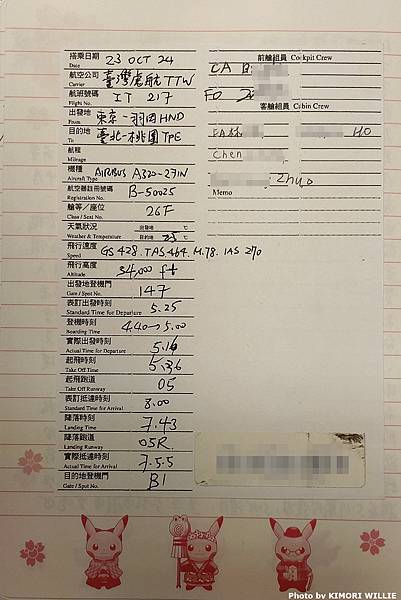 搭乘日期 23 OCT 24
Date
航空公司 臺灣虎航 TTW
Carrier
航班號碼 IT 217
Flight No.
出發地 東京-羽田 HND
From
目的地 臺北-桃園 TPE
To
航程
Mileage
機種 AIRBUS A320-271N
Aircraft Type
航空器註冊號碼 B-50025
Registration No.
艙等／座位 26F
Class / Seat No.
天氣狀況 出發地 ℃
Weather & Temperature 目的地 25 ℃
飛行速度 GS 428. TAS 464. M.78. IAS 270
Speed
飛行高度 34,000 ft
Altitude
出發地登機門 147
Gate / Spot No.
表訂出發時刻 5.25
Standard Time for Departure
登機時刻 4.40→5.00
Boarding Time
實際出發時刻 5.14
Actual Time for Departure
起飛時刻 5.36
Take Off Time
起飛跑道 05
Take Off Runway
表訂抵達時刻 8.00
Standard Time for Arrival
降落時刻 7.43
Landing Time
降落跑道 05R
Landing Runway
實際抵達時刻 7.55
Actual Time for Arrival
目的地登機門 B1
Gate / Spot No.
前艙組員 Cockpit Crew
CA
FO
客艙組員 Cabin Crew
FA林 HO
Chen
Zhuo
Memo
Photo by KIMORI WILLIE